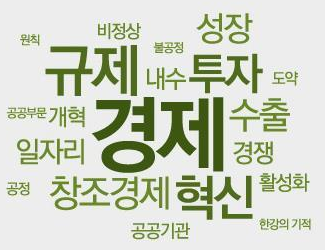 원칙 비정상 성장
불공정
규제 내수 투자 도약
공공부문 개혁 경제 수출
일자리 경쟁
공정 창조경제 혁신 활성화
공공기관 한강의 기적